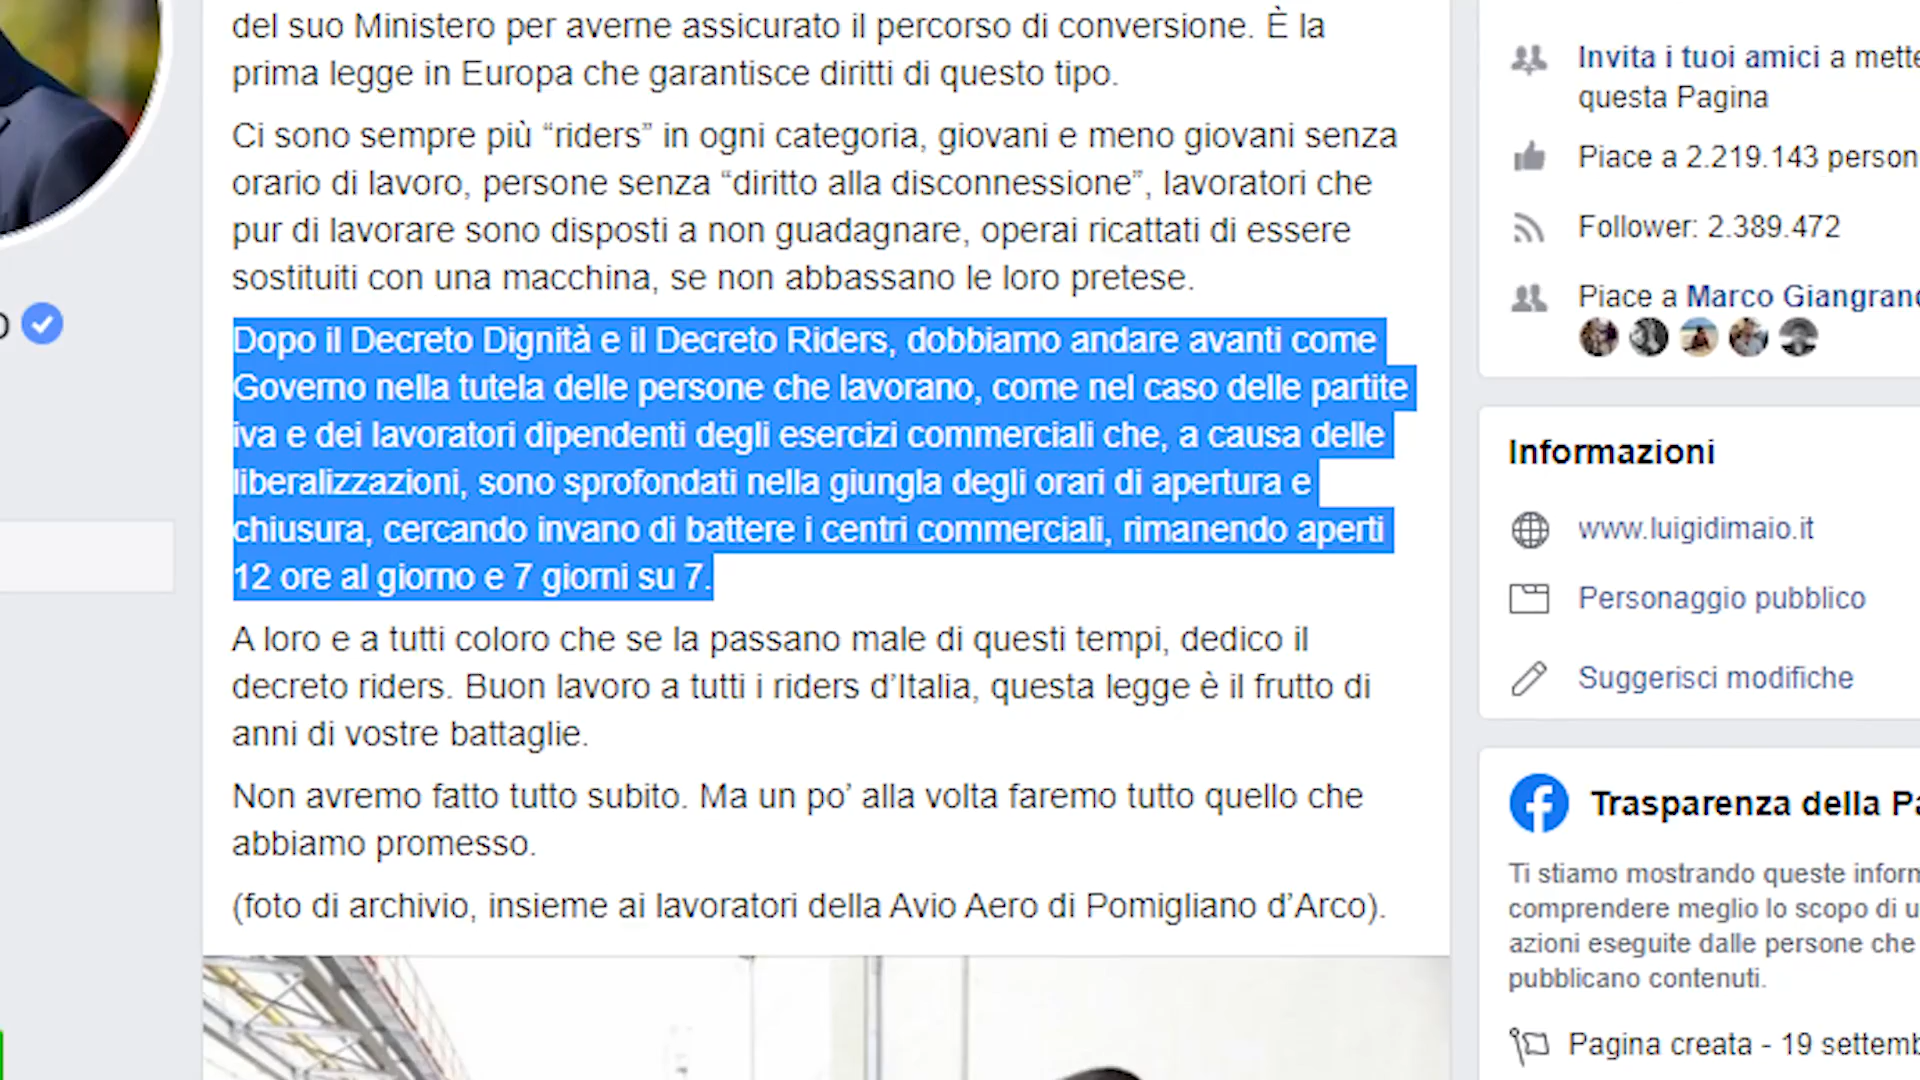 del suo Ministero per averne assicurato il percorso di conversione. È la
prima legge in Europa che garantisce diritti di questo tipo.
Ci sono sempre più “riders” in ogni categoria, giovani e meno giovani senza
orario di lavoro, persone senza “diritto alla disconnessione”, lavoratori che
pur di lavorare sono disposti a non guadagnare, operai ricattati di essere
sostituiti con una macchina, se non abbassano le loro pretese.
Dopo il Decreto Dignità e il Decreto Riders, dobbiamo andare avanti come
Governo nella tutela delle persone che lavorano, come nel caso delle partite
iva e dei lavoratori dipendenti degli esercizi commerciali che, a causa delle
liberalizzazioni, sono sprofondati nella giungla degli orari di apertura e
chiusura, cercando invano di battere i centri commerciali, rimanendo aperti
12 ore al giorno e 7 giorni su 7.
A loro e a tutti coloro che se la passano male di questi tempi, dedico il
decreto riders. Buon lavoro a tutti i riders d’Italia, questa legge è il frutto di
anni di vostre battaglie.
Non avremo fatto tutto subito. Ma un po’ alla volta faremo tutto quello che
abbiamo promesso.
(foto di archivio, insieme ai lavoratori della Avio Aero di Pomigliano d’Arco).
Invita i tuoi amici a mette
questa Pagina
Piace a 2.219.143 person
Follower: 2.389.472
Piace a Marco Giangrand
Informazioni
www.luigidimaio.it
Personaggio pubblico
Suggerisci modifiche
Trasparenza della Pa
Ti stiamo mostrando queste inform
comprendere meglio lo scopo di u
azioni eseguite dalle persone che
pubblicano contenuti.
Pagina creata - 19 settemb